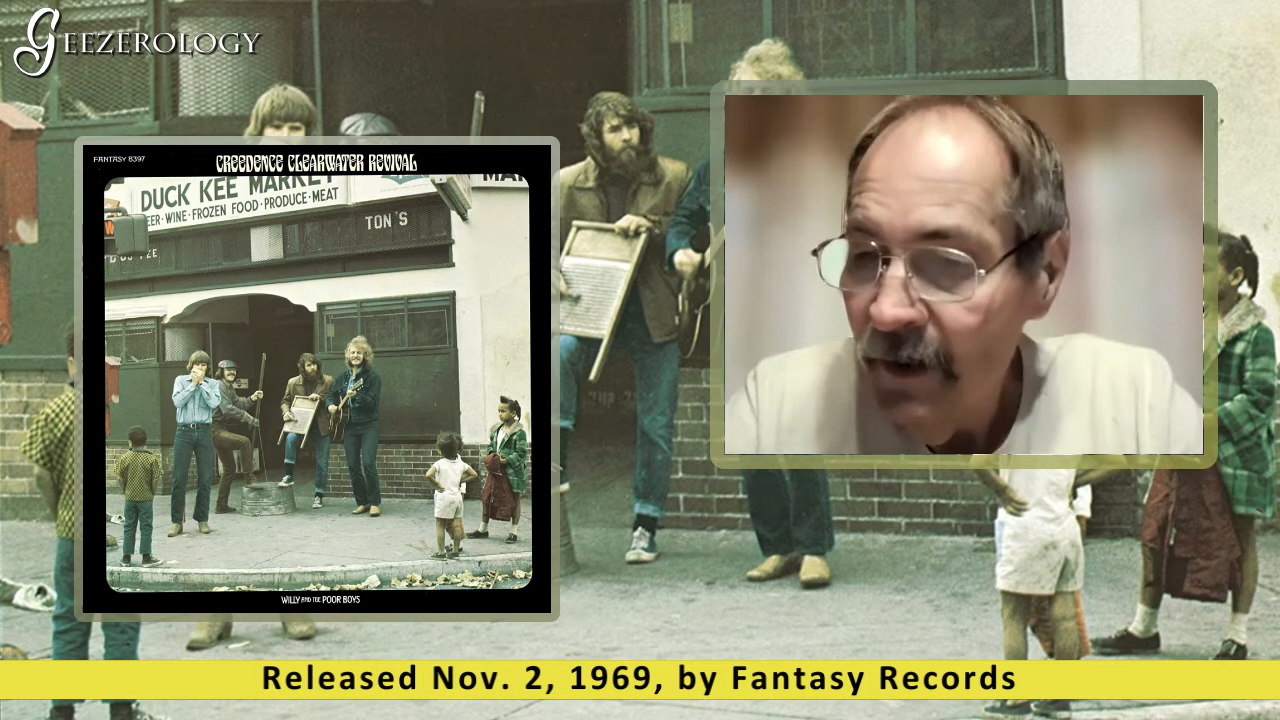 GEEZEROLOGY
FANTASY 8397
CREEDENCE CLEARWATER REVIVAL
DUCK KEE MARKET
BEER·WINE·FROZEN FOOD·PRODUCE·MEAT
TON'S
WILLY AND THE POOR BOYS
Released Nov. 2, 1969, by Fantasy Records